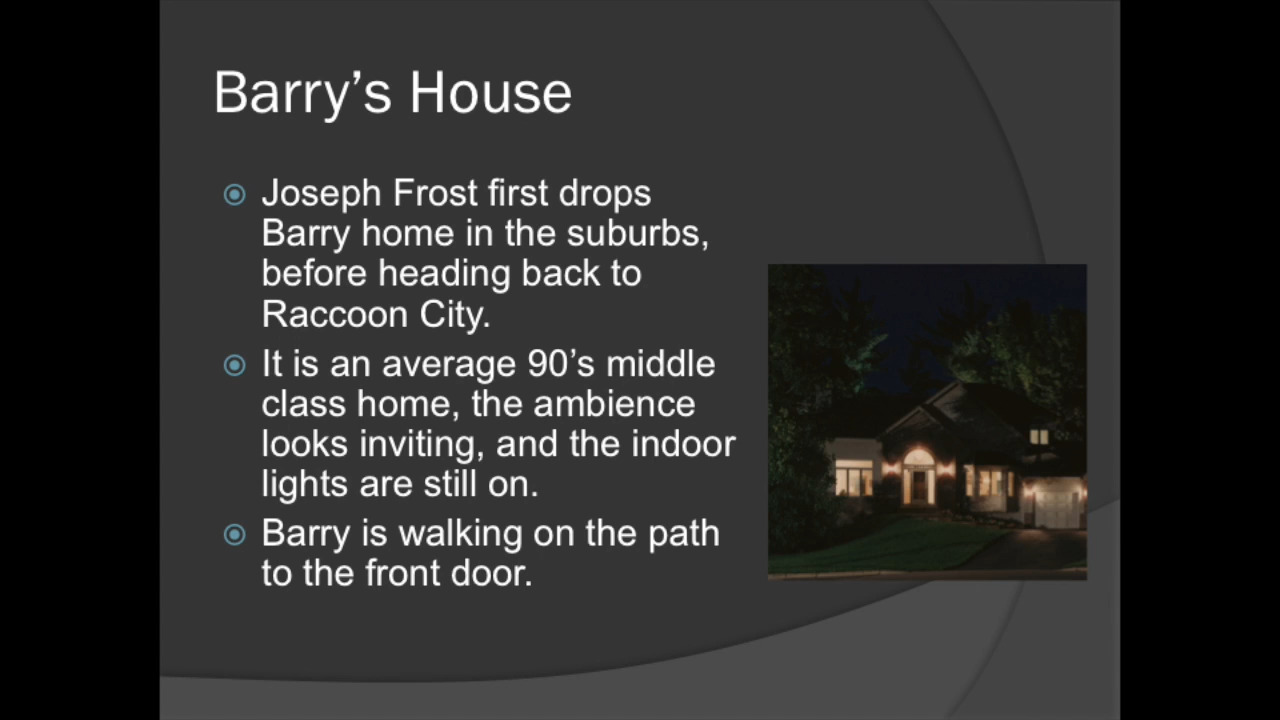 Barry’s House
Joseph Frost first drops
Barry home in the suburbs,
before heading back to
Raccoon City.
It is an average 90’s middle
class home, the ambience
looks inviting, and the indoor
lights are still on.
Barry is walking on the path
to the front door.